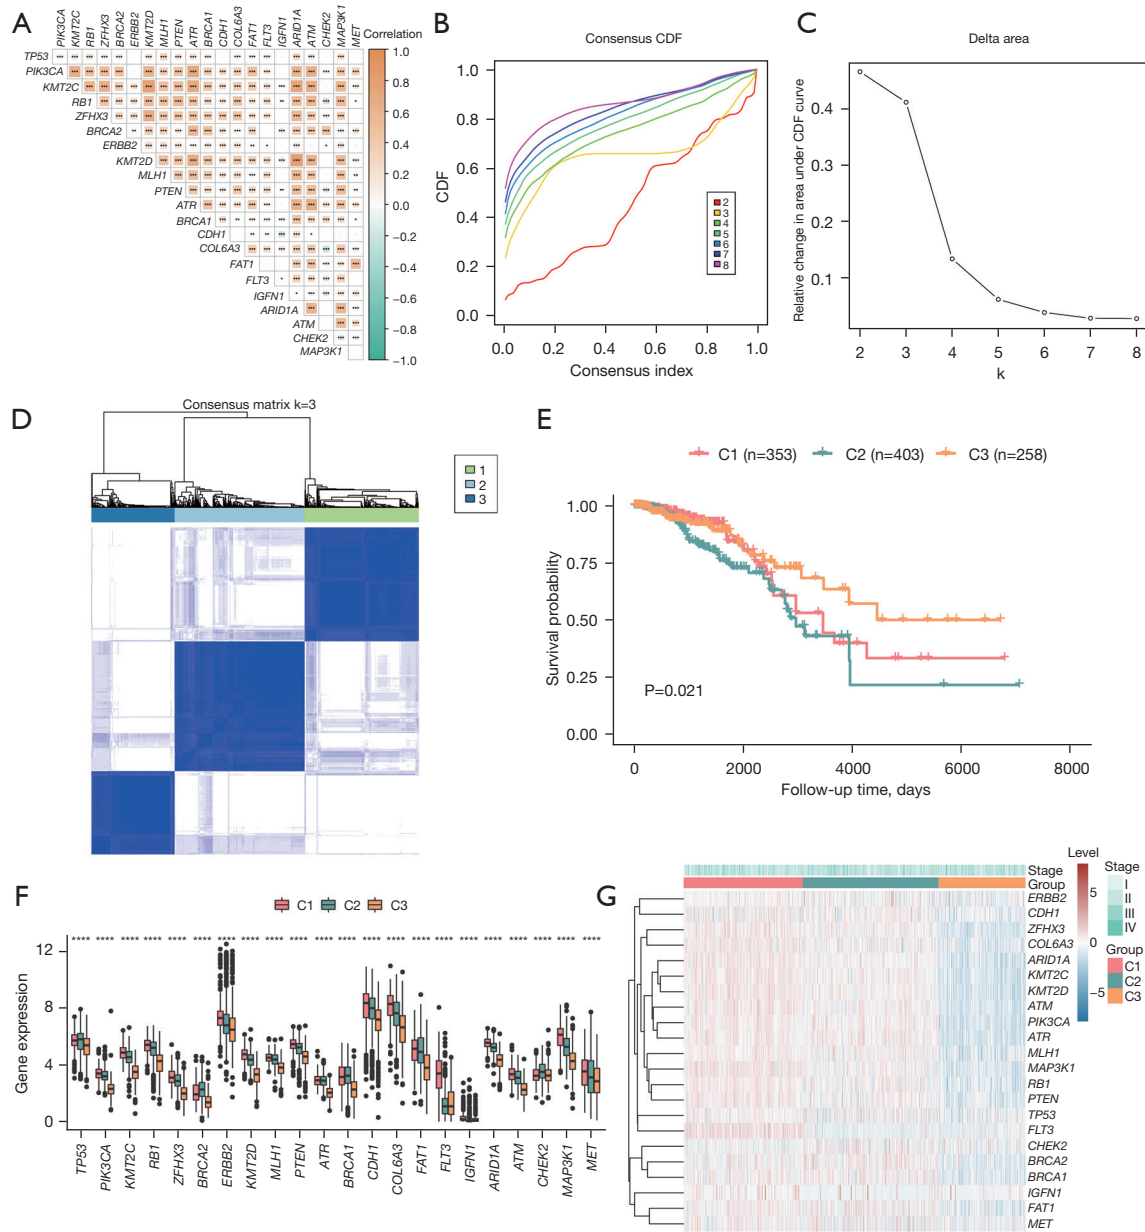 A
PIK3CA
KMT2C
RB1
ZFHX3
BRCA2
ERBB2
KMT2D
MLH1
PTEN
ATR
BRCA1
CDH1
COL6A3
FAT1
FLT3
IGFN1
ARID1A
ATM
CHEK2
MAP3K1
MET
TP53
PIK3CA
KMT2C
RB1
ZFHX3
BRCA2
ERBB2
KMT2D
MLH1
PTEN
ATR
BRCA1
CDH1
COL6A3
FAT1
FLT3
IGFN1
ARID1A
ATM
CHEK2
MAP3K1
Correlation
1.0
0.8
0.6
0.4
0.2
0.0
−0.2
−0.4
−0.6
−0.8
−1.0
B
Consensus CDF
CDF
1.0
0.8
0.6
0.4
0.2
0.0
0.0 0.2 0.4 0.6 0.8 1.0
Consensus index
2
3
4
5
6
7
8
C
Delta area
Relative change in area under CDF curve
0.4
0.3
0.2
0.1
2 3 4 5 6 7 8
k
D
Consensus matrix k=3
1
2
3
E
C1 (n=353) C2 (n=403) C3 (n=258)
Survival probability
1.00
0.75
0.50
0.25
0.00
P=0.021
0 2000 4000 6000 8000
Follow-up time, days
F
C1 C2 C3
**** **** **** **** **** **** **** **** **** **** **** **** **** **** **** **** **** **** **** **** **** ****
Gene expression
12
8
4
0
TP53
PIK3CA
KMT2C
RB1
ZFHX3
BRCA2
ERBB2
KMT2D
MLH1
PTEN
ATR
BRCA1
CDH1
COL6A3
FAT1
FLT3
IGFN1
ARID1A
ATM
CHEK2
MAP3K1
MET
G
Stage
Group
ERBB2
CDH1
ZFHX3
COL6A3
ARID1A
KMT2C
KMT2D
ATM
PIK3CA
ATR
MLH1
MAP3K1
RB1
PTEN
TP53
FLT3
CHEK2
BRCA2
BRCA1
IGFN1
FAT1
MET
Level
5
0
−5
Stage
I
II
III
IV
Group
C1
C2
C3